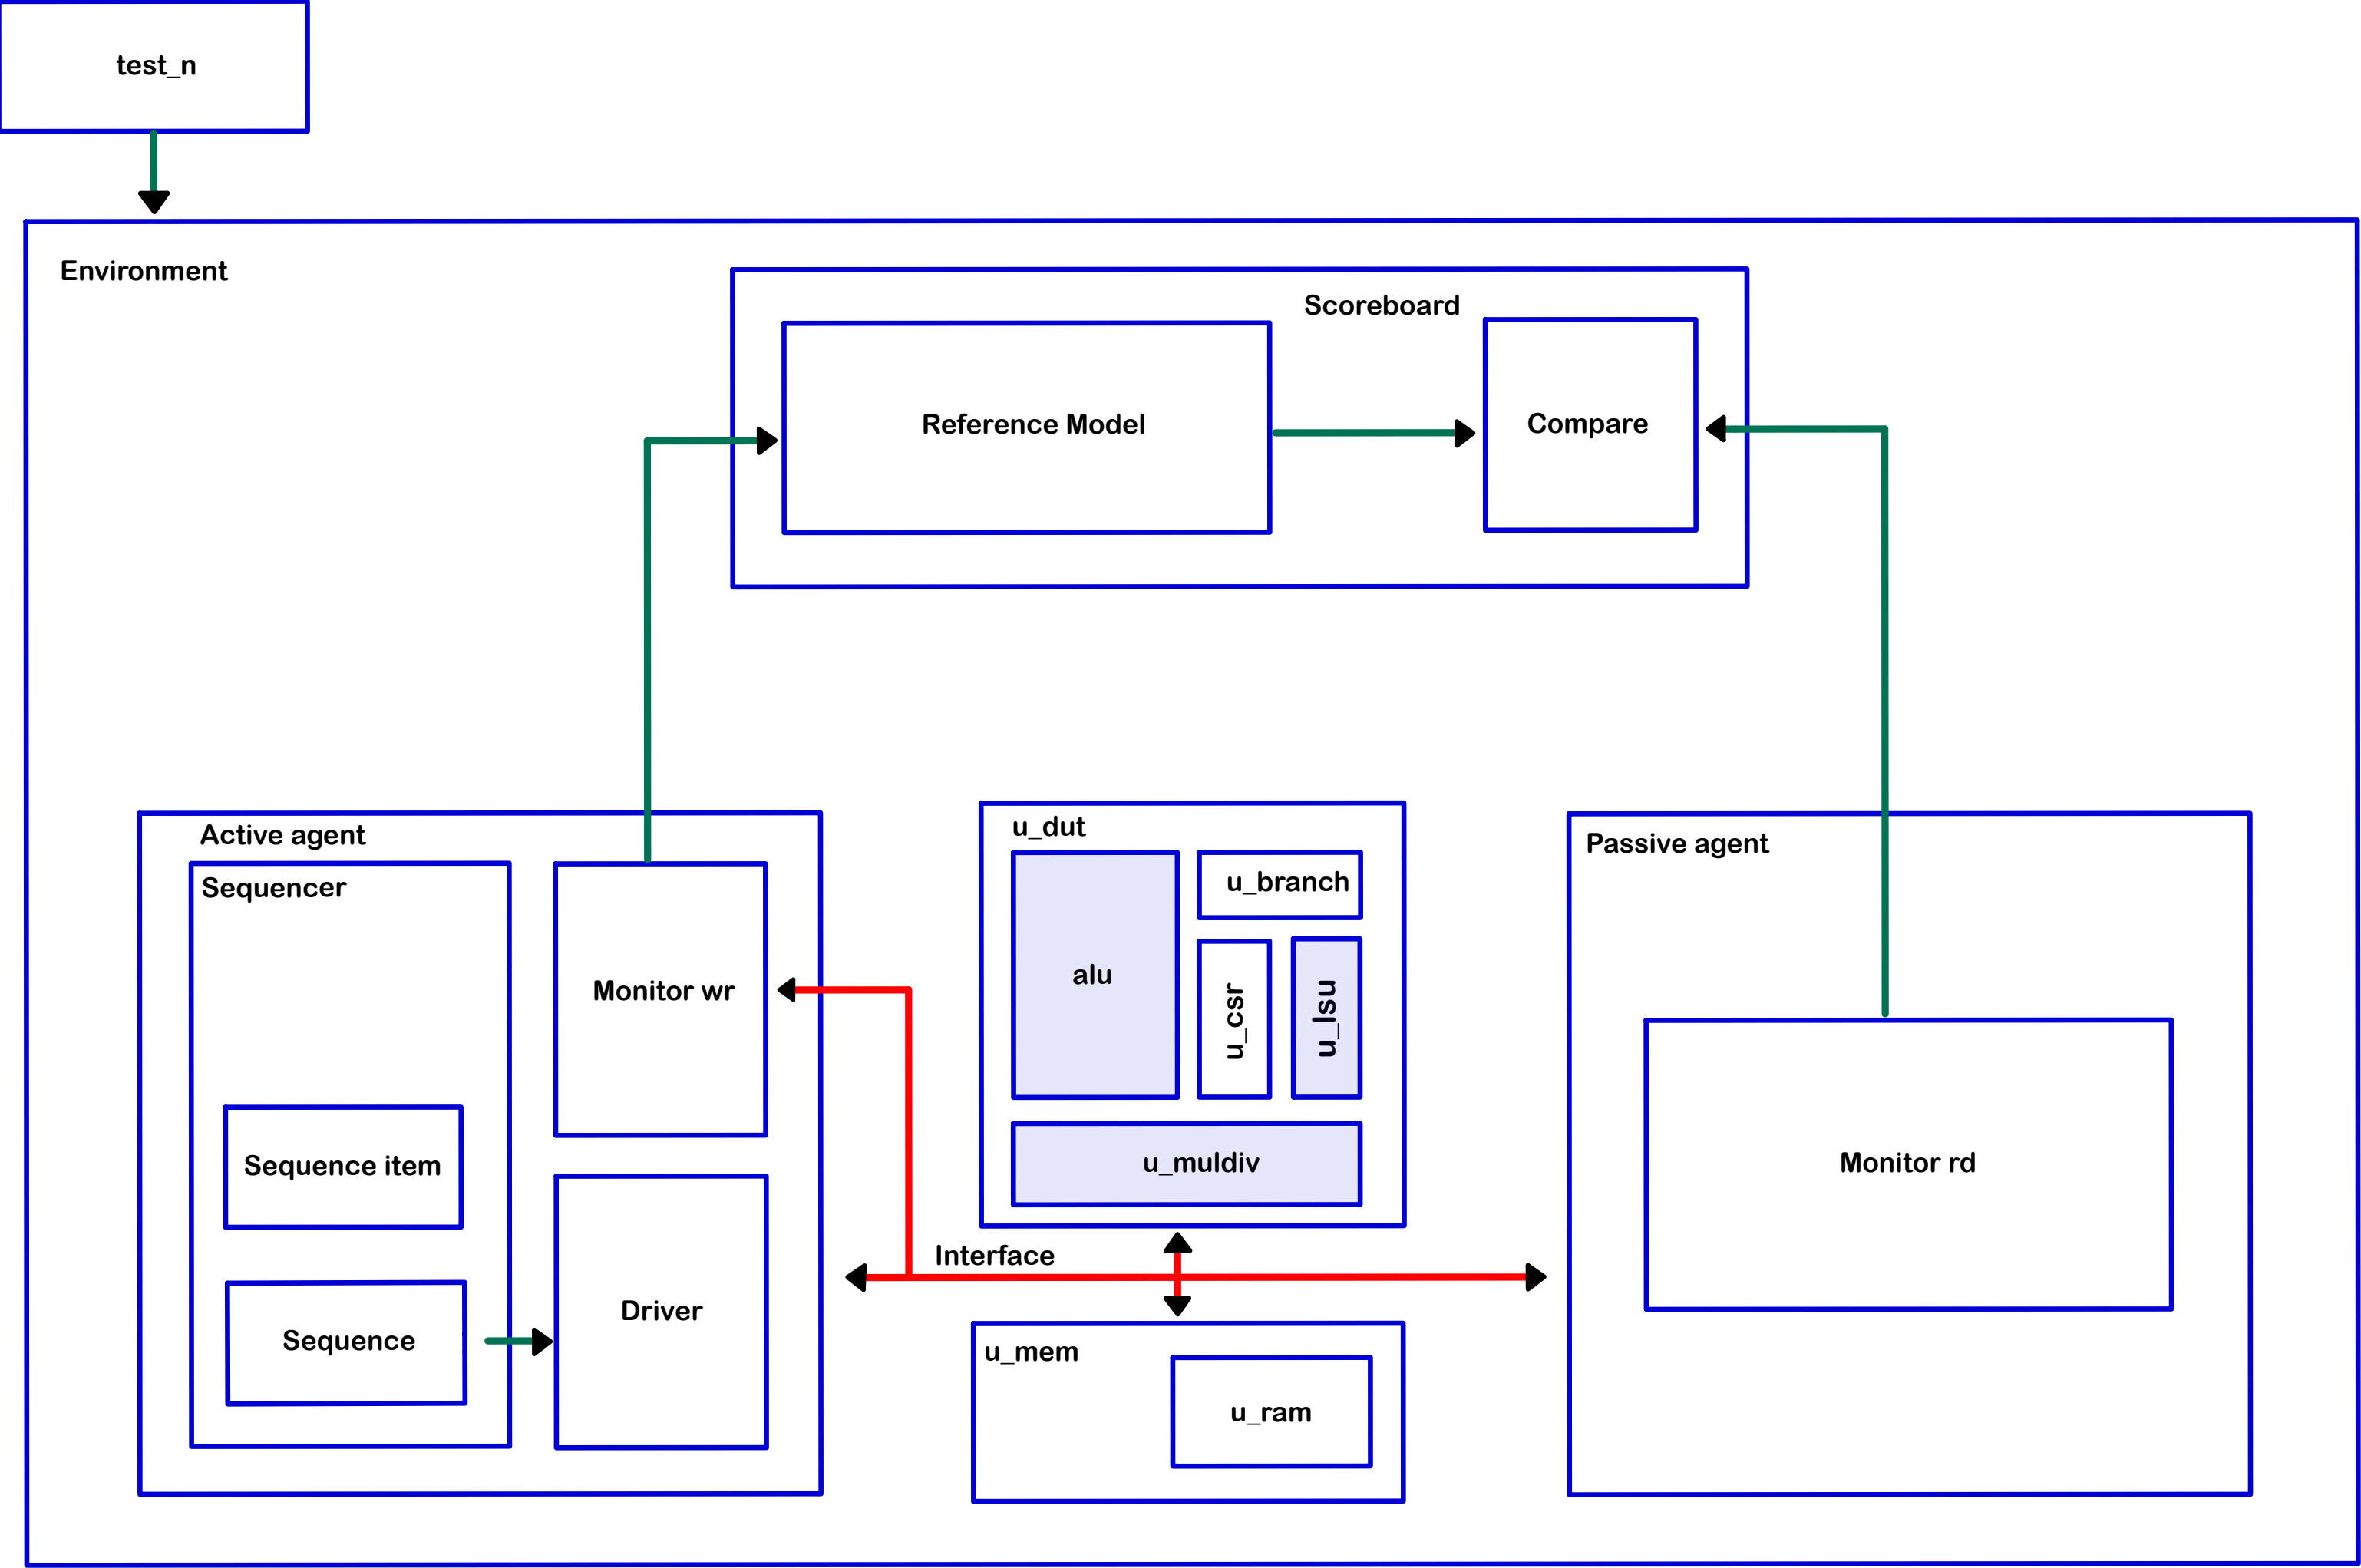 test_n
Environment
Scoreboard
Reference Model
Compare
Active agent
Sequencer
Monitor wr
Sequence item
Sequence
Driver
u_dut
alu
u_branch
u_csr
u_lsu
u_muldiv
Interface
u_mem
u_ram
Passive agent
Monitor rd